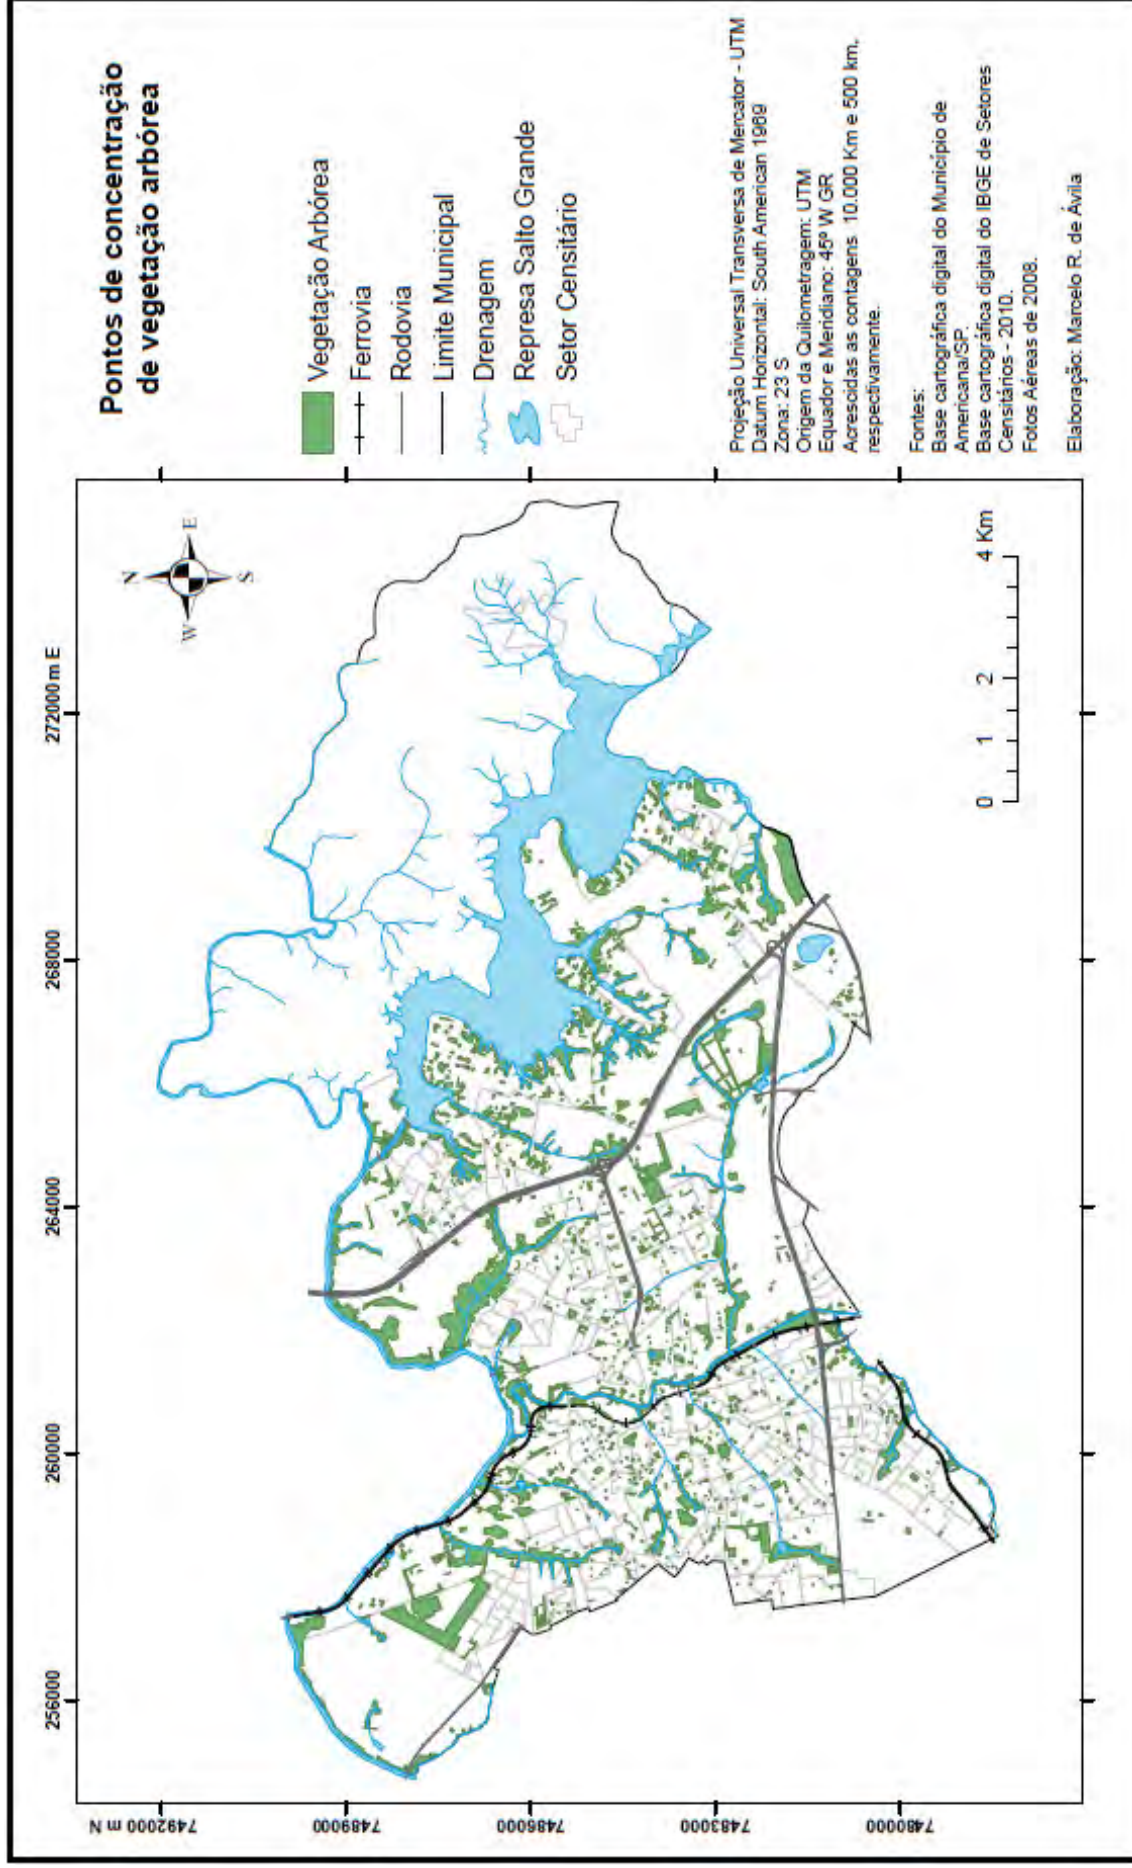 Pontos de concentração
de vegetação arbórea
Vegetação Arbórea
Ferrovia
Rodovia
Limite Municipal
Drenagem
Represa Salto Grande
Setor Censitário
Projeção Universal Transversa de Mercator - UTM
Datum Horizontal: South American 1969
Zona: 23 S
Origem da Quilometragem: UTM
Equador e Meridiano: 45º W GR
Acrescidas as contagens 10.000 Km e 500 km,
respectivamente.
Fontes:
Base cartográfica digital do Município de
Americana/SP.
Base cartográfica digital do IBGE de Setores
Censitários - 2010.
Fotos Aéreas de 2008.
Elaboração: Marcelo R. de Ávila
256000
260000
264000
268000
272000 m E
7492000 m N
7489000
7486000
7483000
7480000
N
W
E
S
0 1 2 4 Km